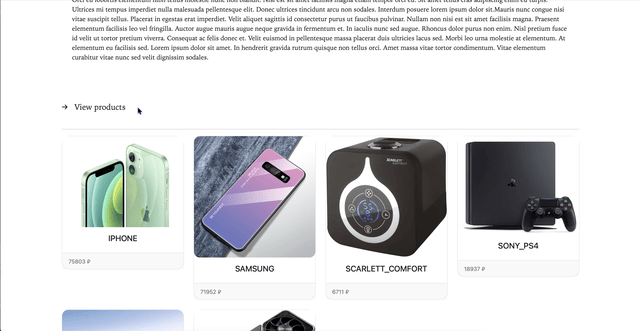 Orci eu lobortis elementum nibh tellus molestie nunc non blandit. Nisi est sit amet facilisis magna etiam tempor orci eu. Sit amet tellus cras adipiscing enim eu turpis.
Ultrices mi tempus imperdiet nulla malesuada pellentesque elit. Donec ultrices tincidunt arcu non sodales. Interdum posuere lorem ipsum dolor sit.Mauris nunc congue nisi
vitae suscipit tellus. Placerat in egestas erat imperdiet. Velit aliquet sagittis id consectetur purus ut faucibus pulvinar. Nullam non nisi est sit amet facilisis magna. Praesent
elementum facilisis leo vel fringilla. Auctor augue mauris augue neque gravida in fermentum et. In iaculis nunc sed augue. Rhoncus dolor purus non enim. Nisl pretium fusce
id velit ut tortor pretium viverra. Consequat ac felis donec et. Velit euismod in pellentesque massa placerat duis ultricies lacus sed. Morbi leo urna molestie at elementum. At
elementum eu facilisis sed. Lorem ipsum dolor sit amet. In hendrerit gravida rutrum quisque non tellus orci. Amet massa vitae tortor condimentum. Vitae elementum
curabitur vitae nunc sed velit dignissim sodales.
→ View products
IPHONE
75803 ₽
SAMSUNG
71952 ₽
SCARLETT
SCARLETT_COMFORT
6711 ₽
SONY_PS4
18937 ₽